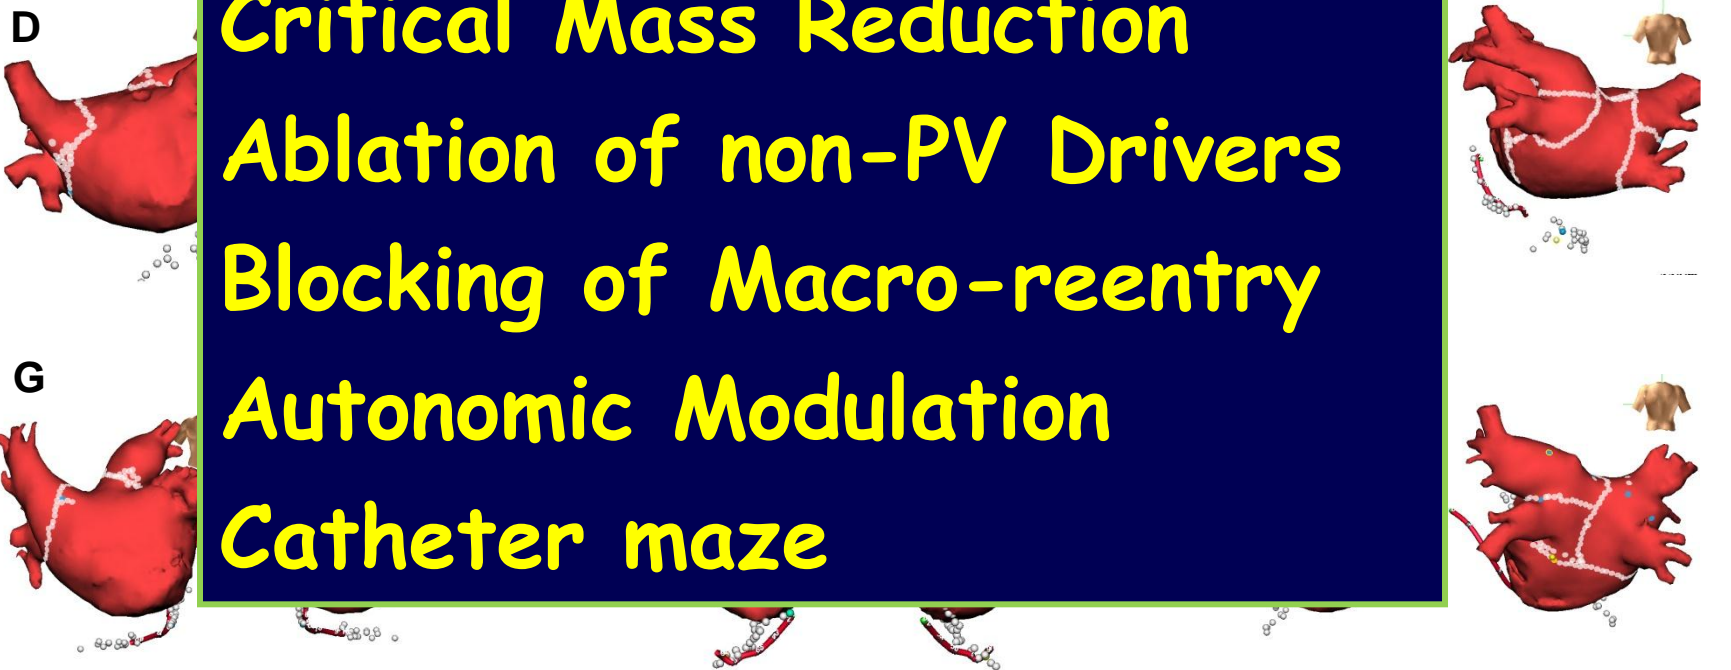 D
Critical Mass Reduction
Ablation of non-PV Drivers
Blocking of Macro-reentry
G
Autonomic Modulation
Catheter maze